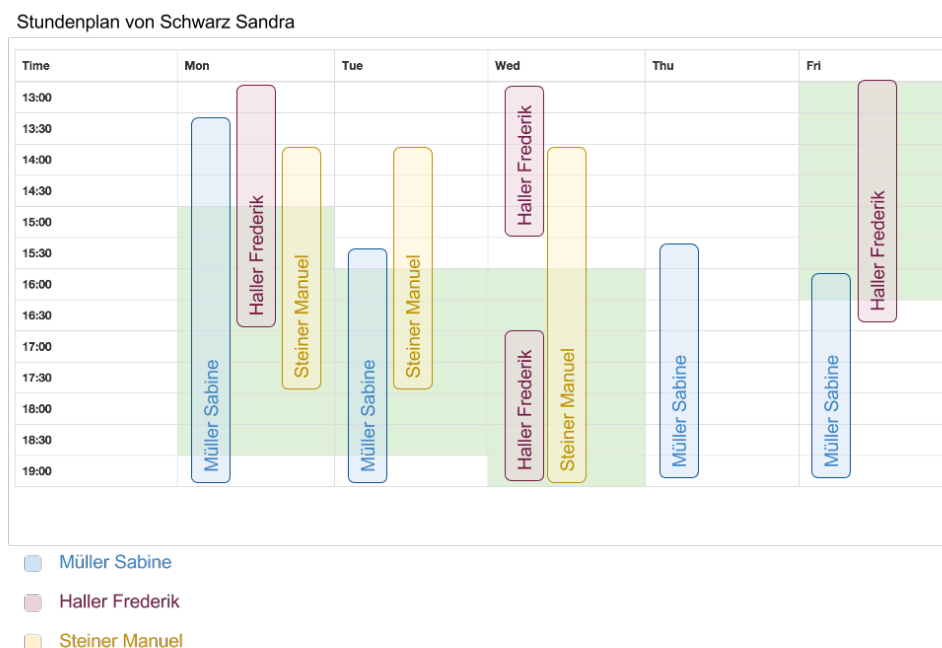 Stundenplan von Schwarz Sandra
Time Mon Tue Wed Thu Fri
13:00
13:30
14:00
14:30
15:00
15:30
16:00
16:30
17:00
17:30
18:00
18:30
19:00
Müller Sabine
Haller Frederik
Steiner Manuel
Müller Sabine
Steiner Manuel
Haller Frederik
Haller Frederik
Steiner Manuel
Müller Sabine
Müller Sabine
Haller Frederik
Müller Sabine
Haller Frederik
Steiner Manuel